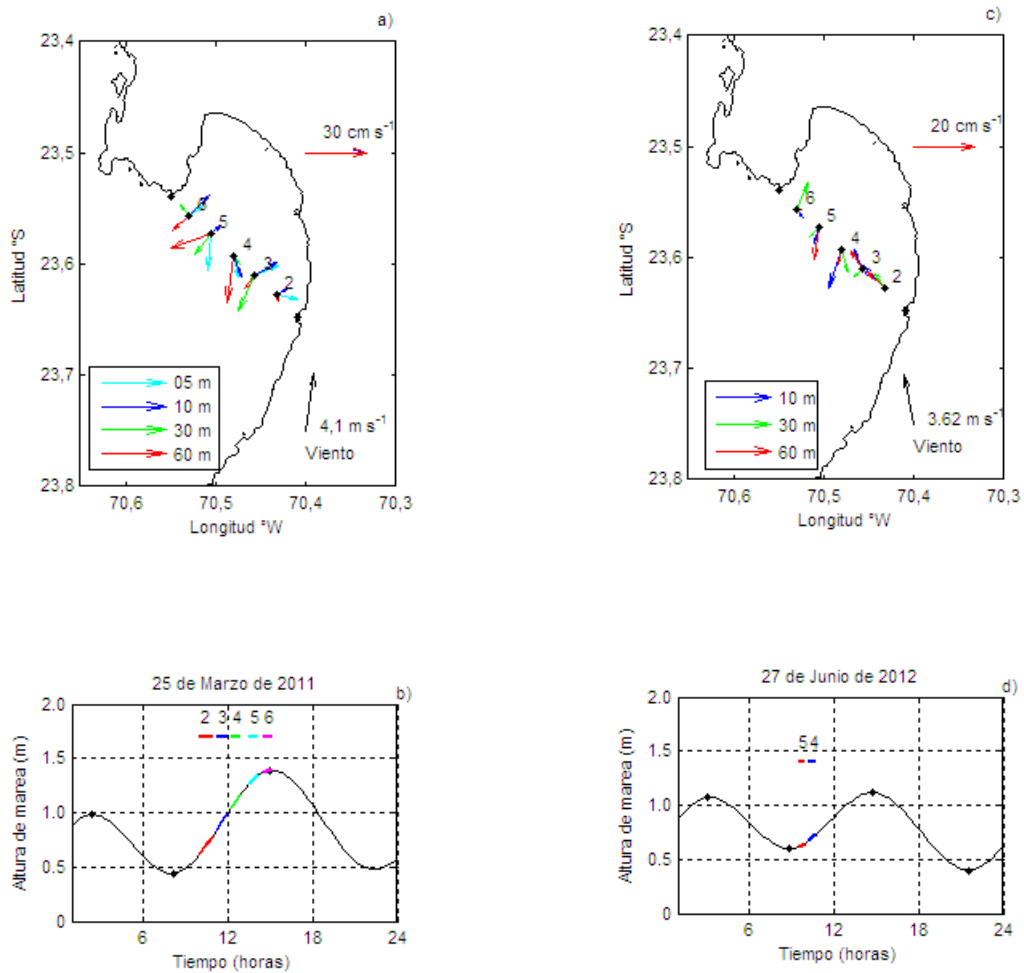 a)
23,4
23,5
23,6
23,7
23,8
Latitud °S
30 cm s⁻¹
6
5
4
3
2
05 m
10 m
30 m
60 m
4,1 m s⁻¹
Viento
70,6
70,5
70,4
70,3
Longitud °W
c)
23,4
23,5
23,6
23,7
23,8
Latitud °S
20 cm s⁻¹
6
5
4
3
2
10 m
30 m
60 m
3.62 m s⁻¹
Viento
70,6
70,5
70,4
70,3
Longitud °W
25 de Marzo de 2011
b)
2.0
1.5
1.0
0.5
0
Altura de marea (m)
2 3 4 5 6
6
12
18
24
Tiempo (horas)
27 de Junio de 2012
d)
2.0
1.5
1.0
0.5
0
Altura de marea (m)
5 4
6
12
18
24
Tiempo (horas)